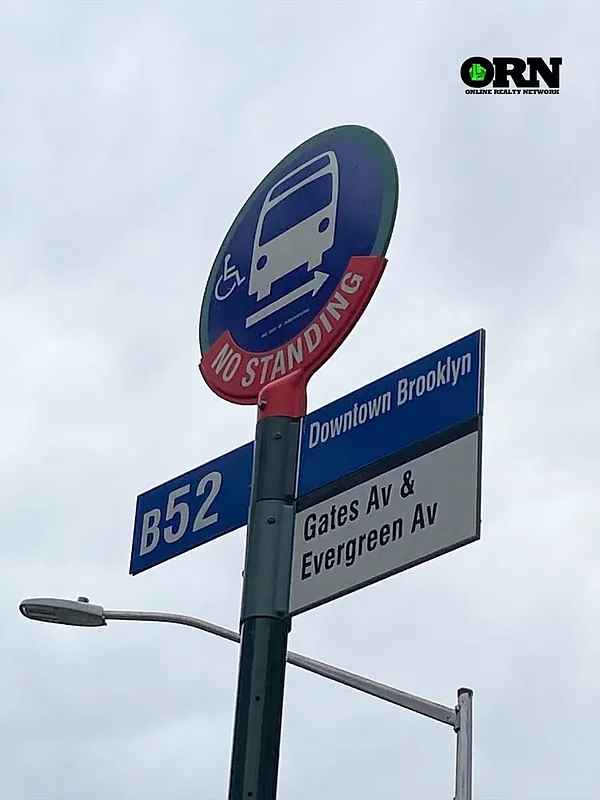 ORN
ONLINE REALTY NETWORK
NO STANDING
Downtown Brooklyn
B52
Gates Av &
Evergreen Av